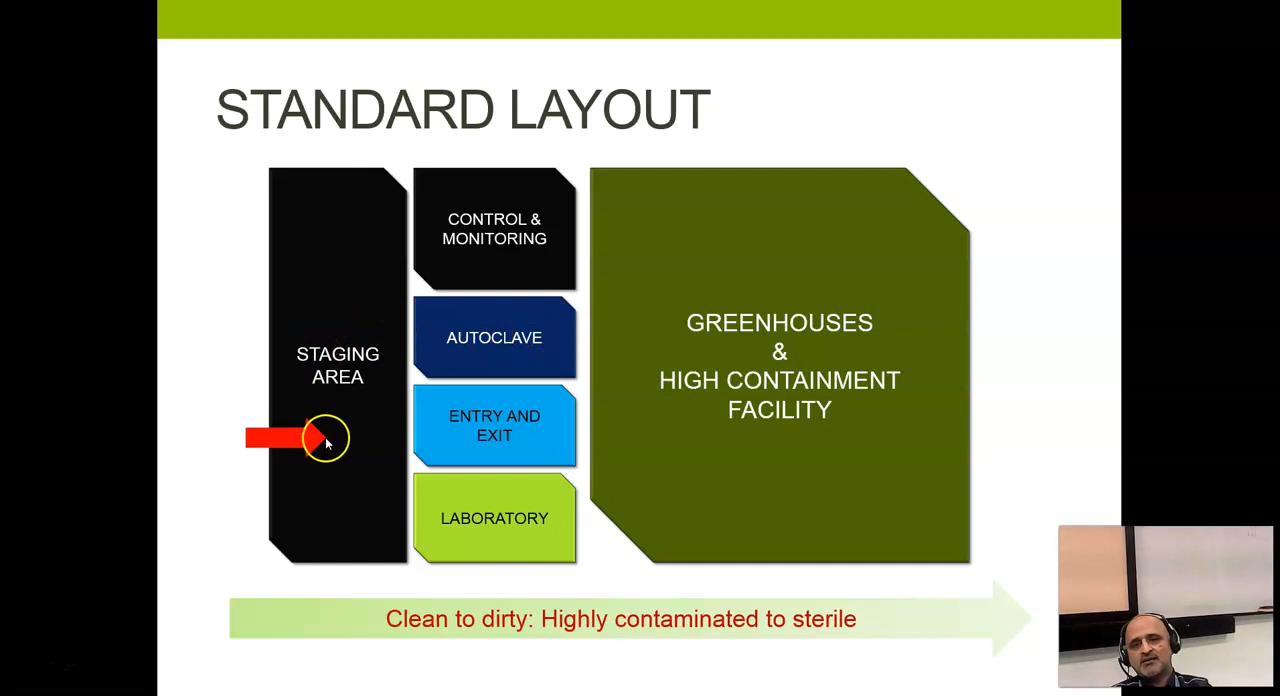 STANDARD LAYOUT
STAGING
AREA
CONTROL &
MONITORING
AUTOCLAVE
ENTRY AND
EXIT
LABORATORY
GREENHOUSES
&
HIGH CONTAINMENT
FACILITY
Clean to dirty: Highly contaminated to sterile